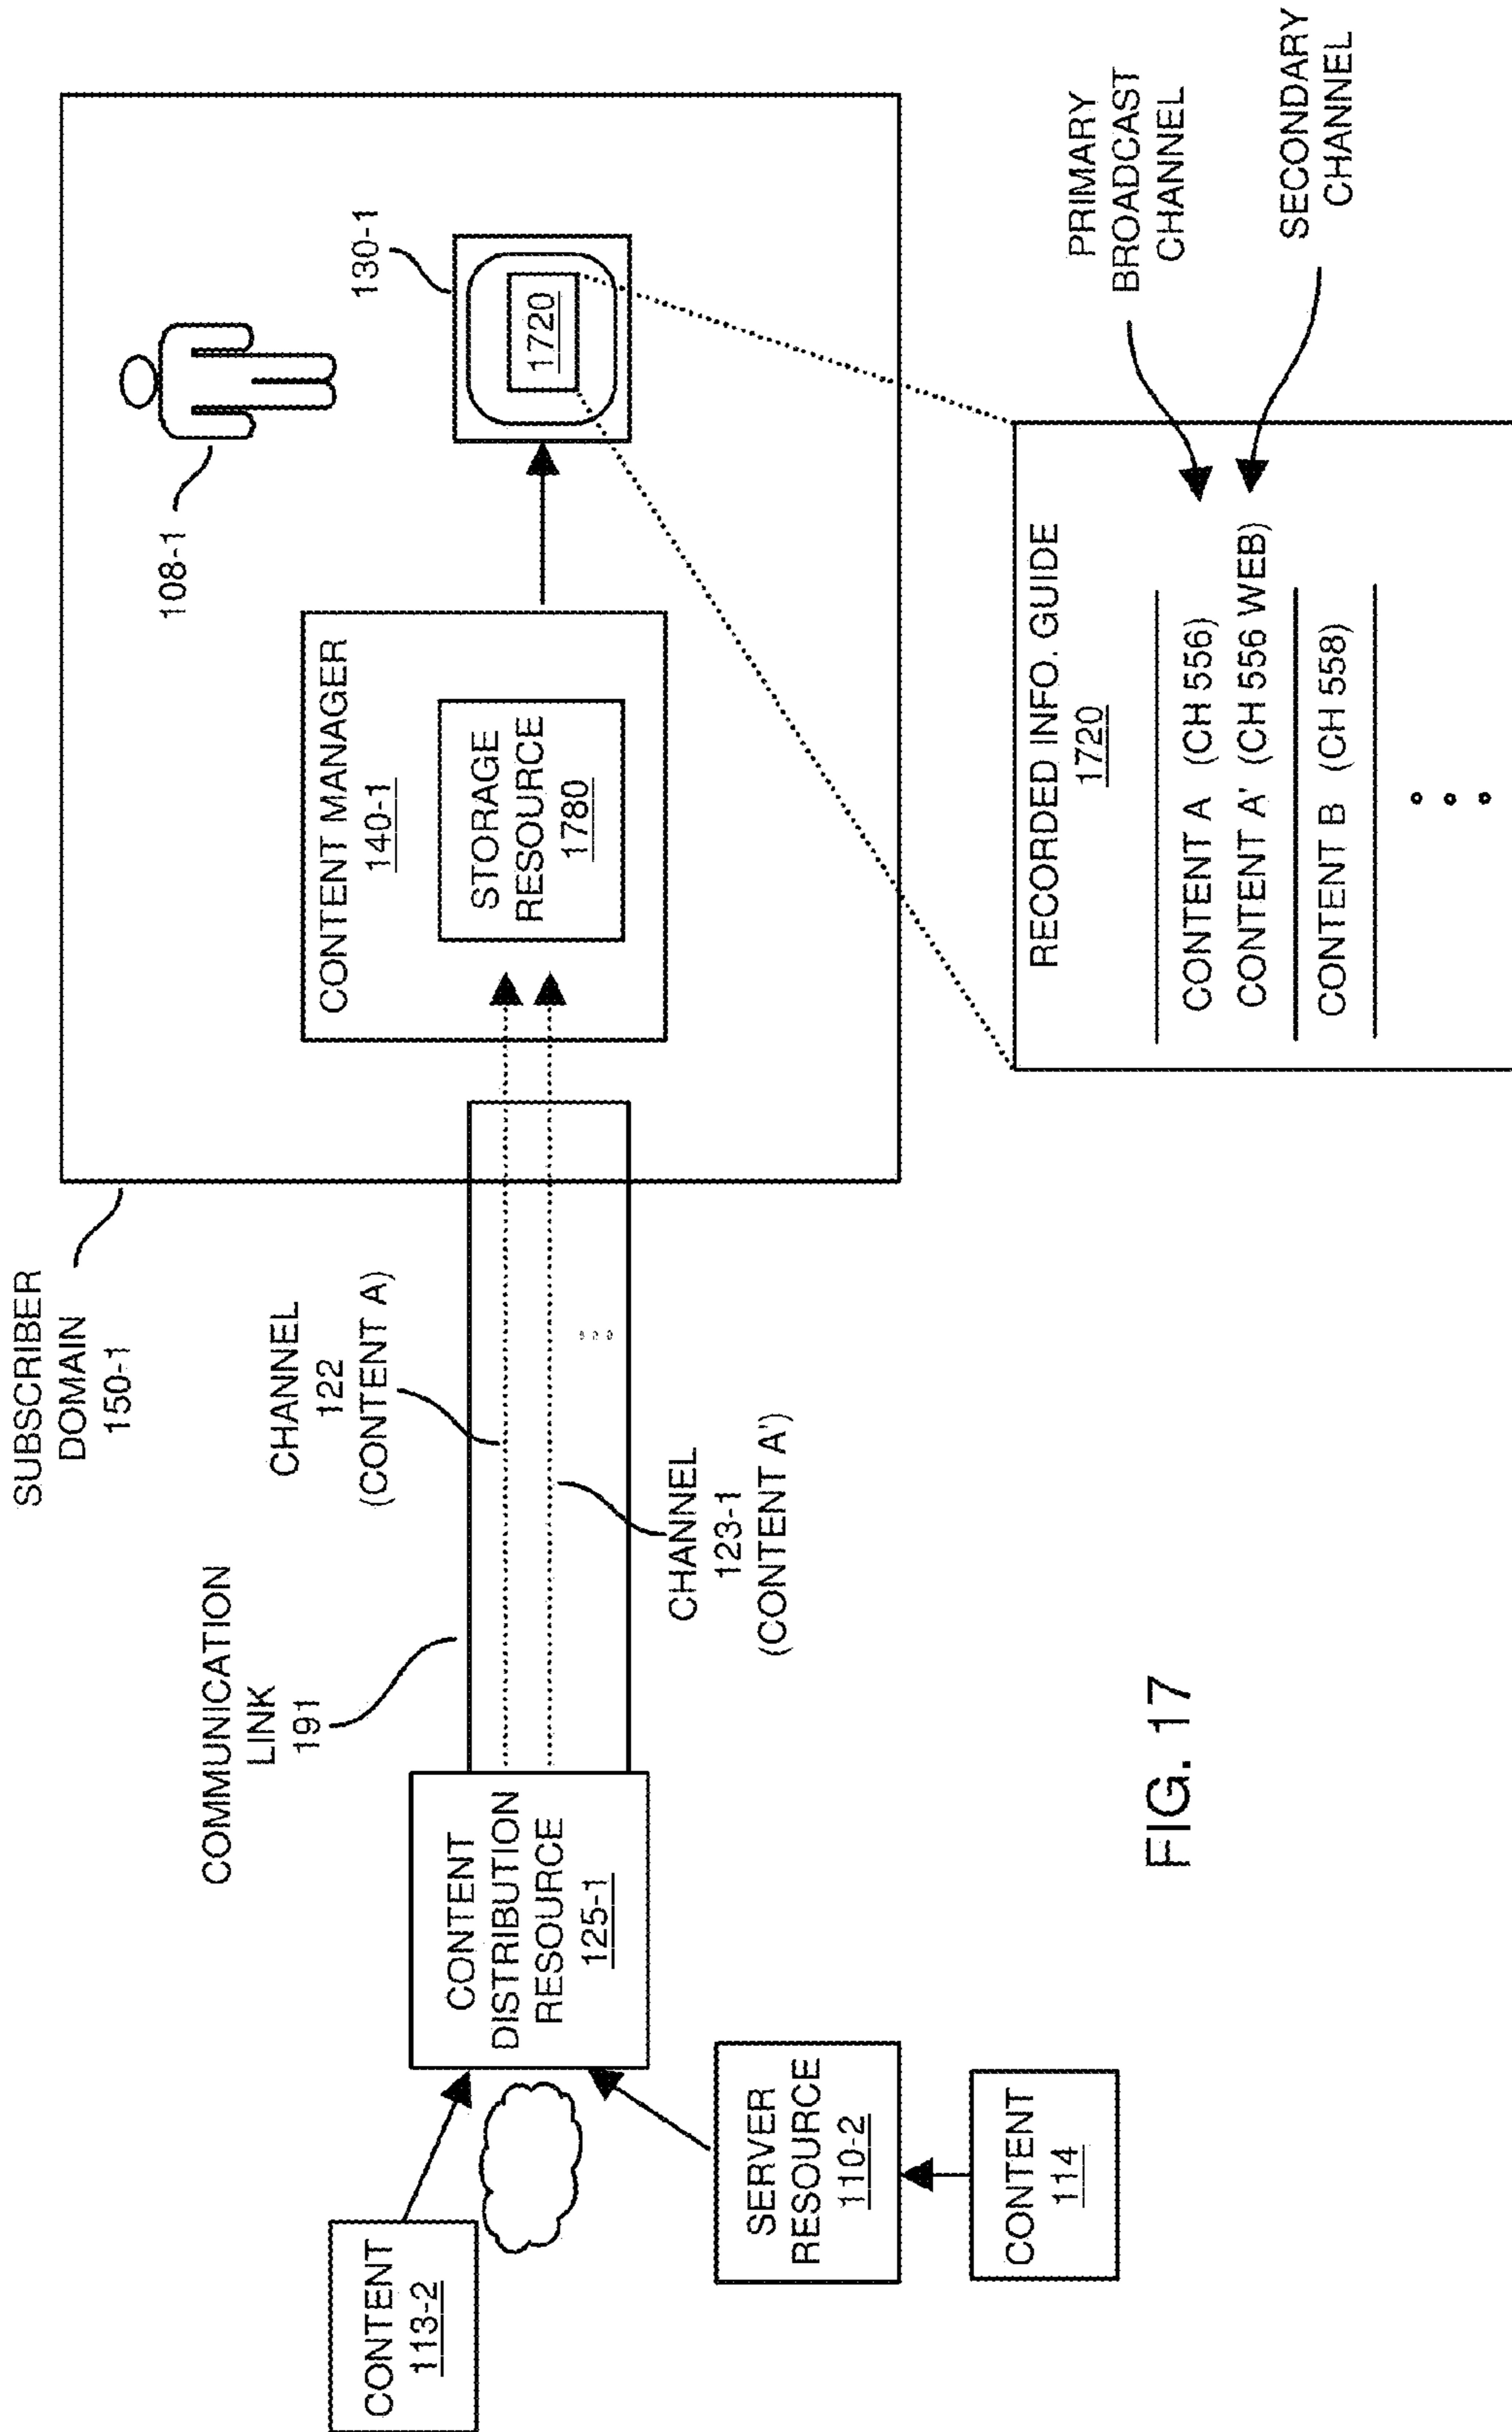 SUBSCRIBER
DOMAIN
150-1
COMMUNICATION
LINK
191
CHANNEL
122
(CONTENT A)
108-1
130-1
CONTENT MANAGER
140-1
STORAGE
RESOURCE
1780
1720
CONTENT
113-2
CONTENT
DISTRIBUTION
RESOURCE
125-1
CHANNEL
123-1
(CONTENT A')
SERVER
RESOURCE
110-2
CONTENT
114
RECORDED INFO. GUIDE
1720
CONTENT A (CH 556)
CONTENT A' (CH 556 WEB)
CONTENT B (CH 558)
PRIMARY
BROADCAST
CHANNEL
SECONDARY
CHANNEL
FIG. 17